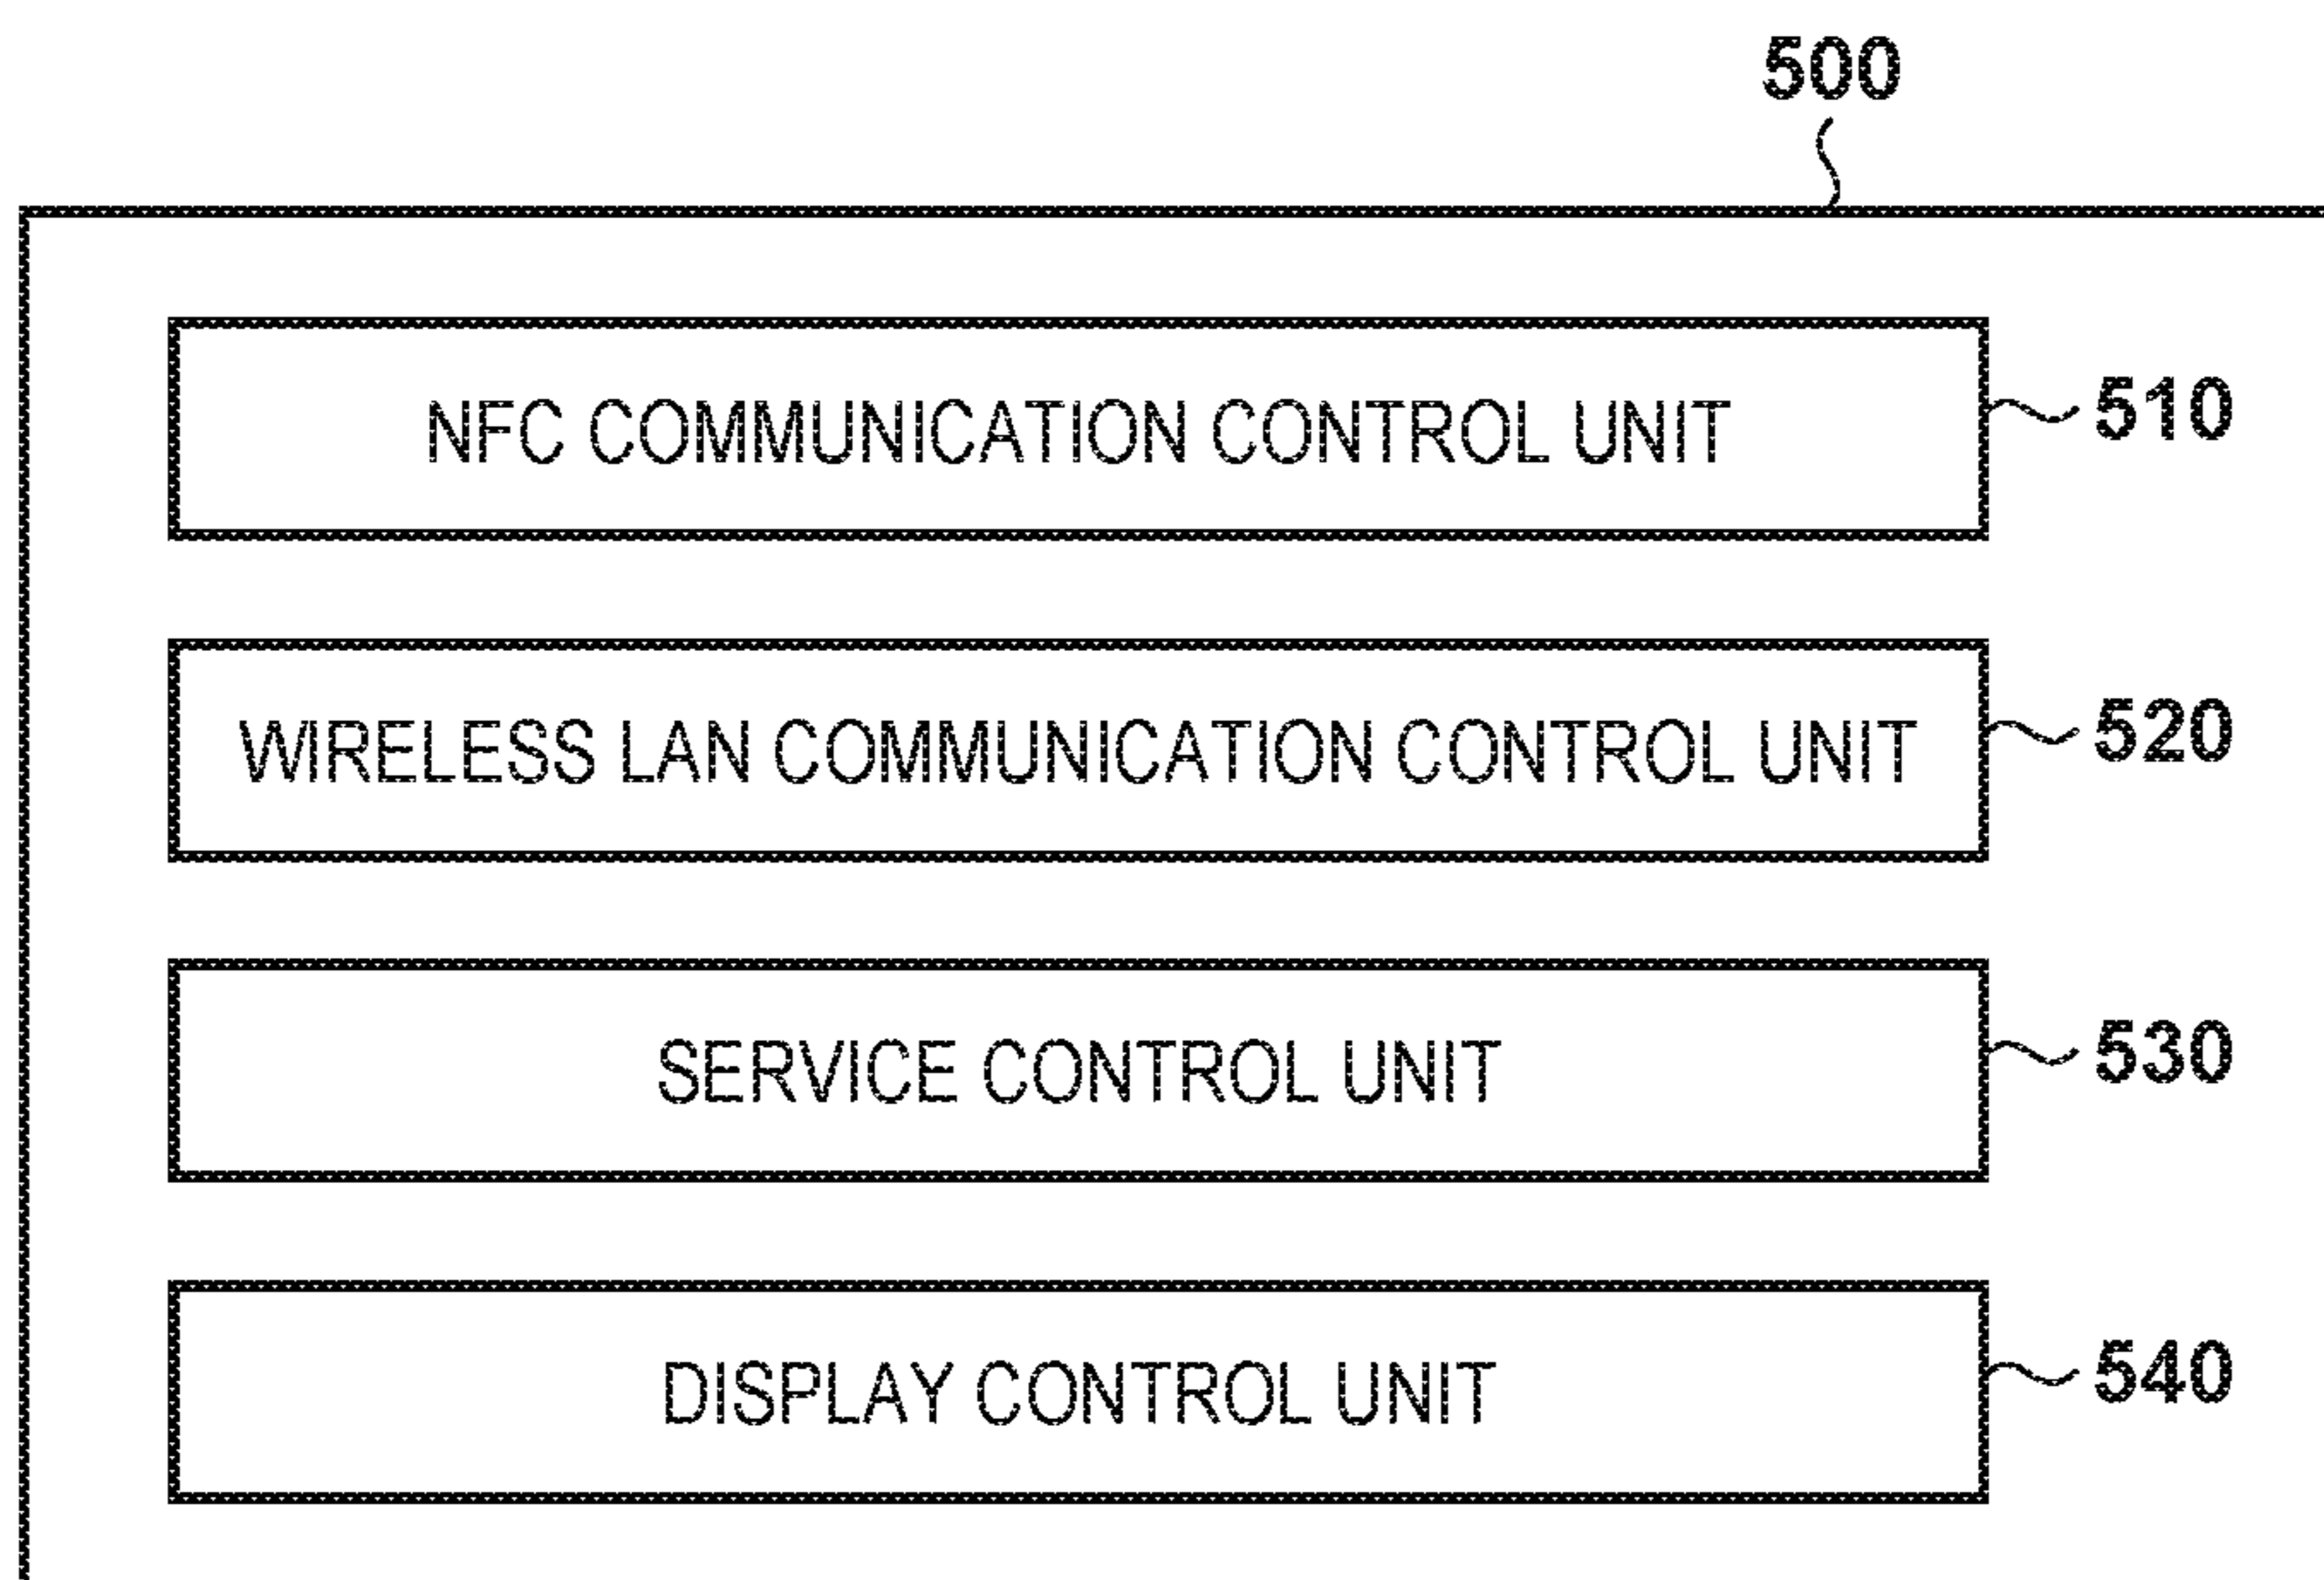 500
NFC COMMUNICATION CONTROL UNIT 510
WIRELESS LAN COMMUNICATION CONTROL UNIT 520
SERVICE CONTROL UNIT 530
DISPLAY CONTROL UNIT 540